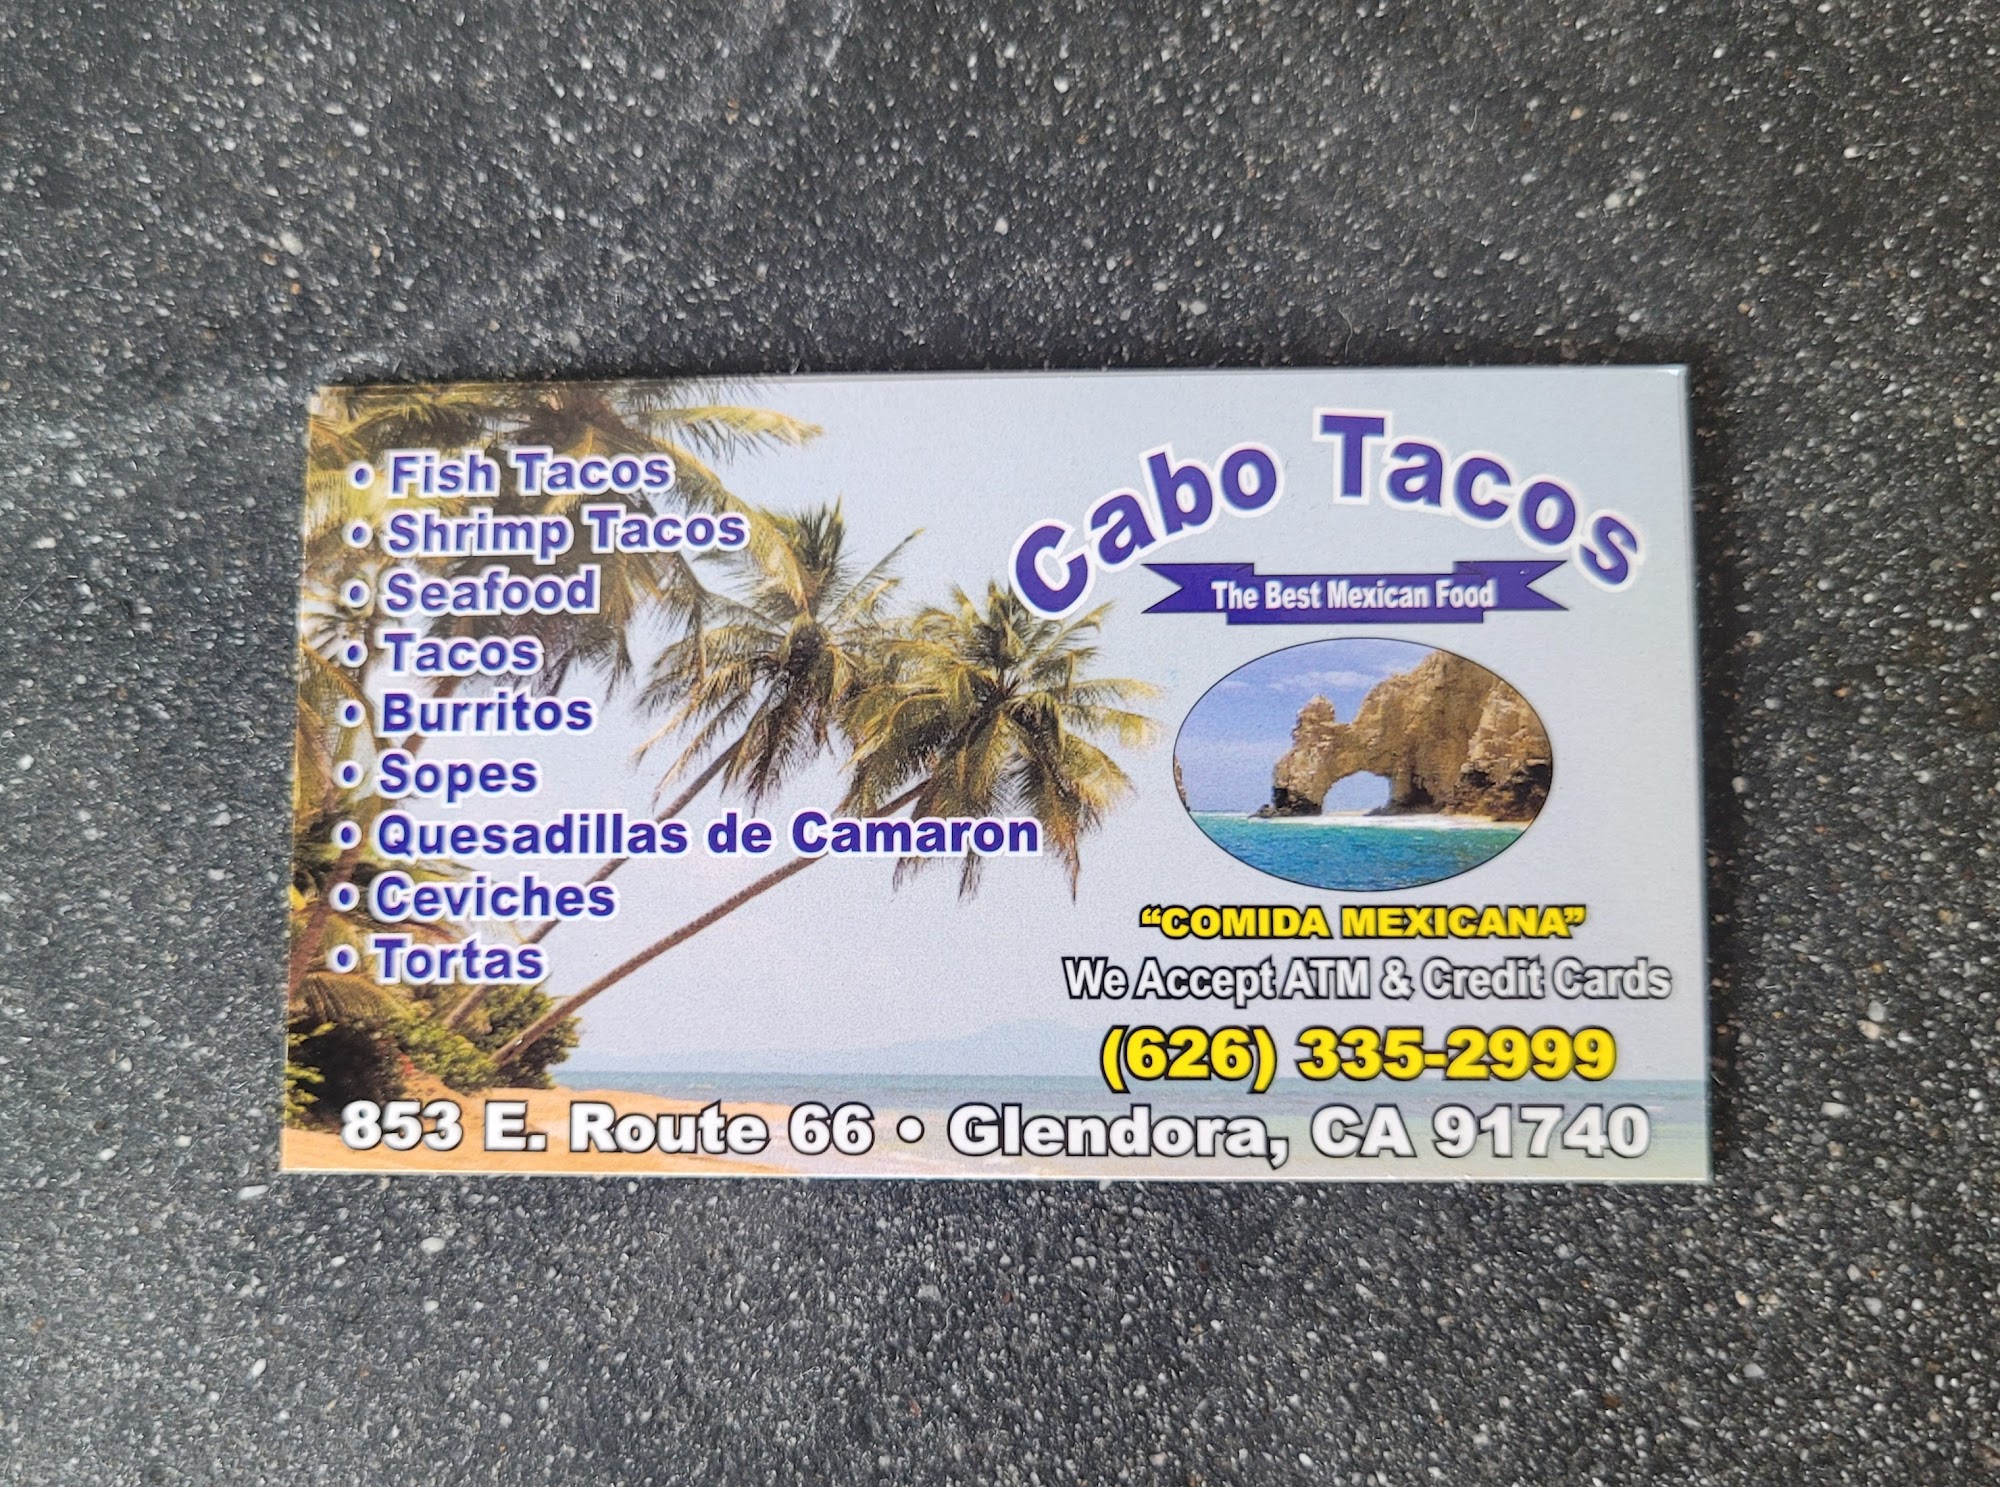 • Fish Tacos
• Shrimp Tacos
• Seafood
• Tacos
• Burritos
• Sopes
• Quesadillas de Camaron
• Ceviches
• Tortas
Cabo Tacos
The Best Mexican Food
“COMIDA MEXICANA”
We Accept ATM & Credit Cards
(626) 335-2999
853 E. Route 66 • Glendora, CA 91740